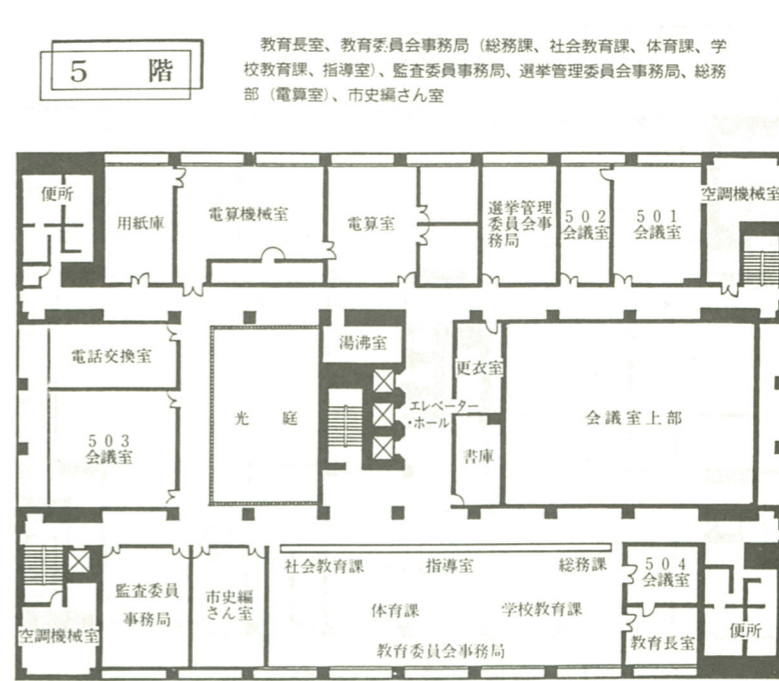 5 階
教育長室、教育委員会事務局（総務課、社会教育課、体育課、学
校教育課、指導室）、監査委員事務局、選挙管理委員会事務局、総務
部（電算室）、市史編さん室
便所
用紙庫
電算機械室
電算室
選挙管理
委員会事
務局
502
会議室
501
会議室
空調機械室
電話交換室
503
会議室
光庭
湯沸室
エレベーター
・ホール
更衣室
書庫
会議室上部
空調機械室
監査委員
事務局
市史編
さん室
社会教育課
指導室
総務課
体育課
学校教育課
教育委員会事務局
504
会議室
教育長室
便所